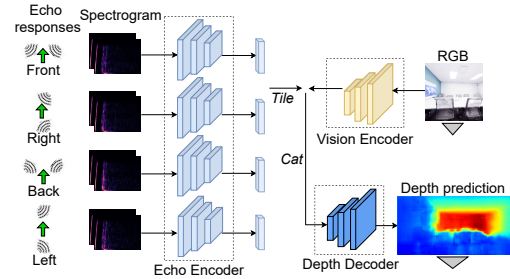 Echo
responses
Spectrogram
Front
Right
Back
Left
Echo Encoder
Tile
Cat
RGB
Vision Encoder
Depth prediction
Depth Decoder